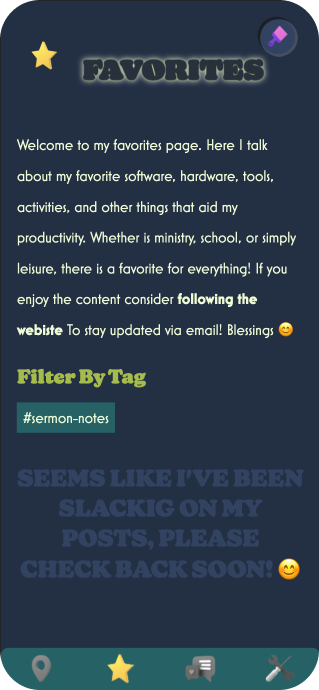 FAVORITES
Welcome to my favorites page. Here I talk
about my favorite software, hardware, tools,
activities, and other things that aid my
productivity. Whether is ministry, school, or simply
leisure, there is a favorite for everything! If you
enjoy the content consider following the
webiste To stay updated via email! Blessings 😊
Filter By Tag
#sermon-notes
SEEMS LIKE I'VE BEEN
SLACKIG ON MY
POSTS, PLEASE
CHECK BACK SOON! 😊